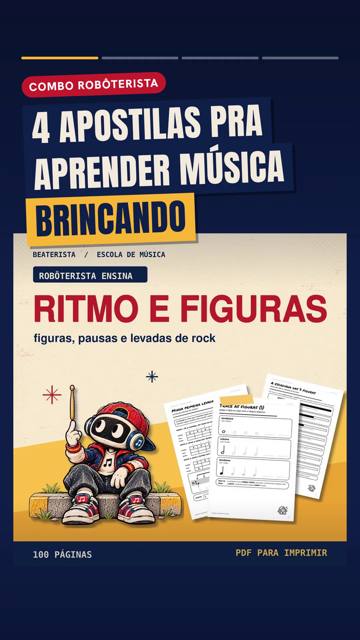 COMBO ROBÔTERISTA
4 APOSTILAS PRA
APRENDER MÚSICA
BRINCANDO
BEATERISTA / ESCOLA DE MÚSICA
ROBÔTERISTA ENSINA
RITMO E FIGURAS
figuras, pausas e levadas de rock
100 PÁGINAS
PDF PARA IMPRIMIR